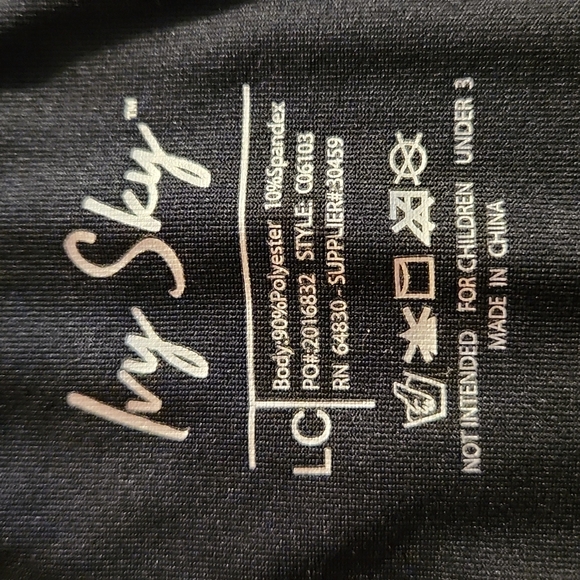 Ivy Sky™
LC
Body:90%Polyester 10%Spandex
PO#:2016832 STYLE: C06103
RN 64830 SUPPLIER#30459
NOT INTENDED FOR CHILDREN UNDER 3
MADE IN CHINA